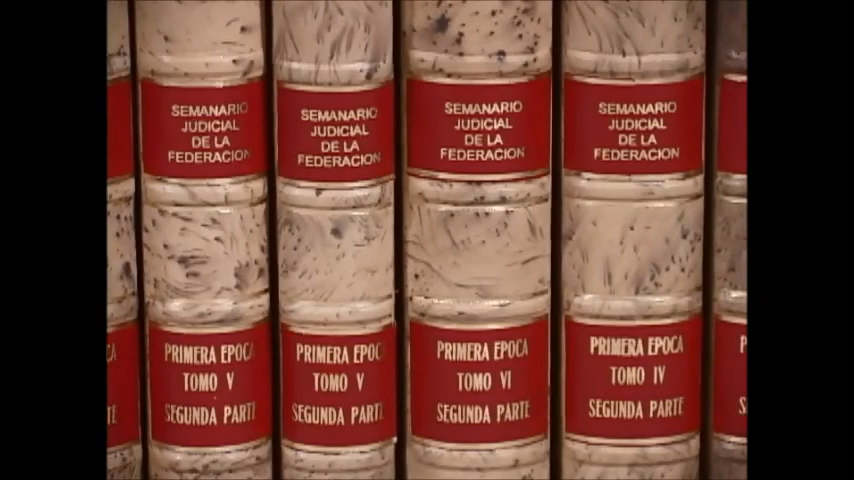 SEMANARIO
JUDICIAL
DE LA
FEDERACION
PRIMERA EPOCA
TOMO V
SEGUNDA PARTE
SEMANARIO
JUDICIAL
DE LA
FEDERACION
PRIMERA EPOCA
TOMO V
SEGUNDA PARTE
SEMANARIO
JUDICIAL
DE LA
FEDERACION
PRIMERA EPOCA
TOMO VI
SEGUNDA PARTE
SEMANARIO
JUDICIAL
DE LA
FEDERACION
PRIMERA EPOCA
TOMO IV
SEGUNDA PARTE